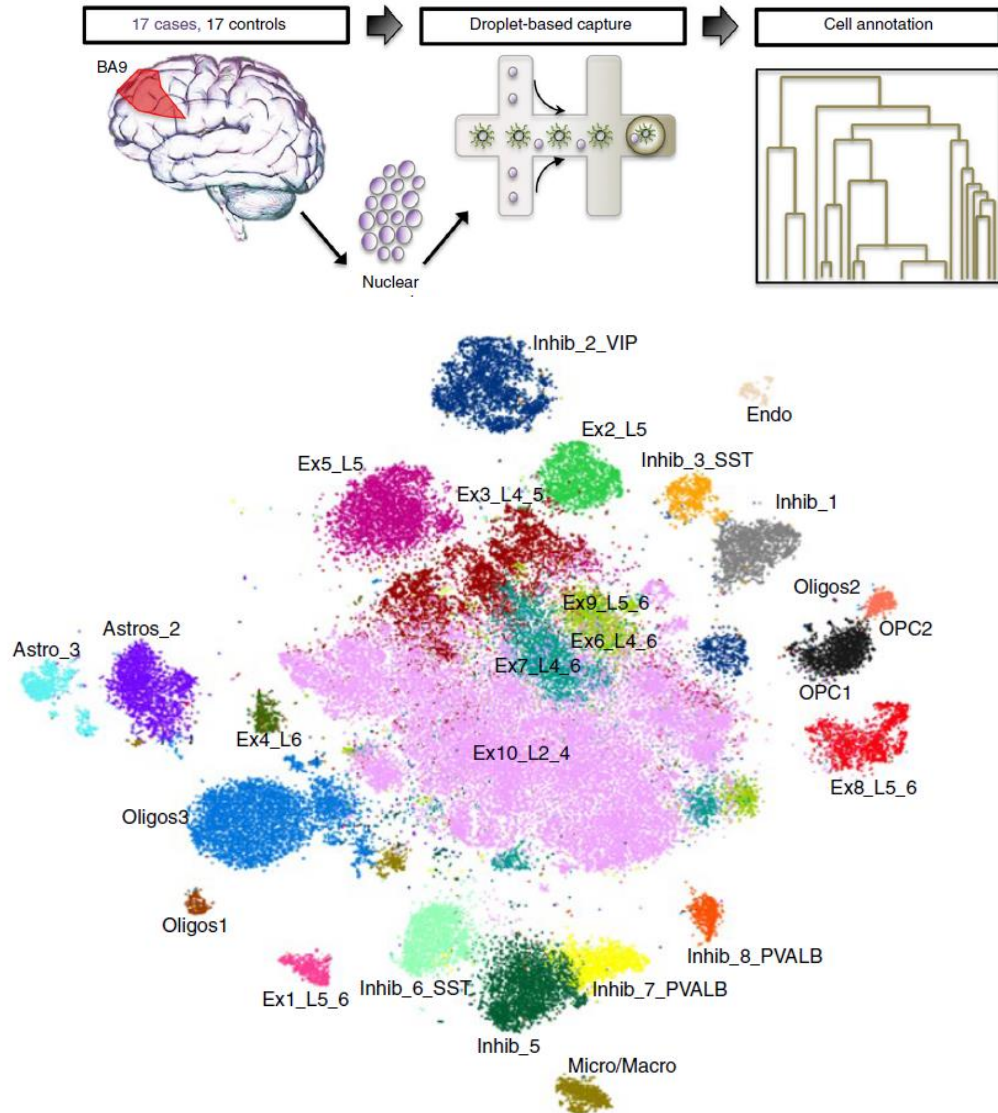 17 cases, 17 controls
Droplet-based capture
Cell annotation
BA9
Nuclear
Inhib_2_VIP
Endo
Ex2_L5
Ex5_L5
Inhib_3_SST
Ex3_L4_5
Inhib_1
Oligos2
Ex9_L5_6
OPC2
Astros_2
Ex6_L4_6
Astro_3
Ex7_L4_6
OPC1
Ex4_L6
Ex10_L2_4
Ex8_L5_6
Oligos3
Oligos1
Inhib_8_PVALB
Ex1_L5_6
Inhib_6_SST
Inhib_7_PVALB
Inhib_5
Micro/Macro